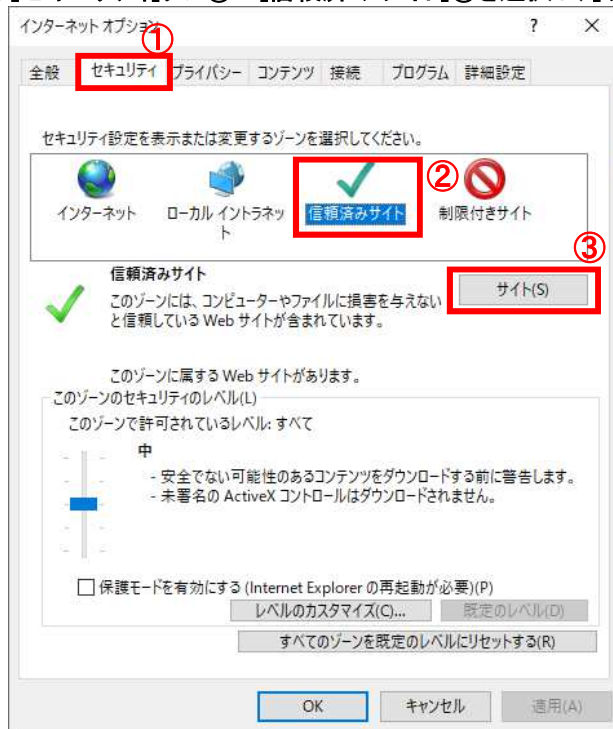 インターネット オプション ? ×
①
全般 セキュリティ プライバシー コンテンツ 接続 プログラム 詳細設定
セキュリティ設定を表示または変更するゾーンを選択してください。
②
インターネット ローカル イントラネット 信頼済みサイト 制限付きサイト
③
信頼済みサイト
サイト(S)
このゾーンには、コンピューターやファイルに損害を与えない
と信頼している Web サイトが含まれています。
このゾーンに属する Web サイトがあります。
このゾーンのセキュリティのレベル(L)
このゾーンで許可されているレベル: すべて
中
- 安全でない可能性のあるコンテンツをダウンロードする前に警告します。
- 未署名の ActiveX コントロールはダウンロードされません。
保護モードを有効にする (Internet Explorer の再起動が必要)(P)
レベルのカスタマイズ(C)... 既定のレベル(D)
すべてのゾーンを既定のレベルにリセットする(R)
OK キャンセル 適用(A)